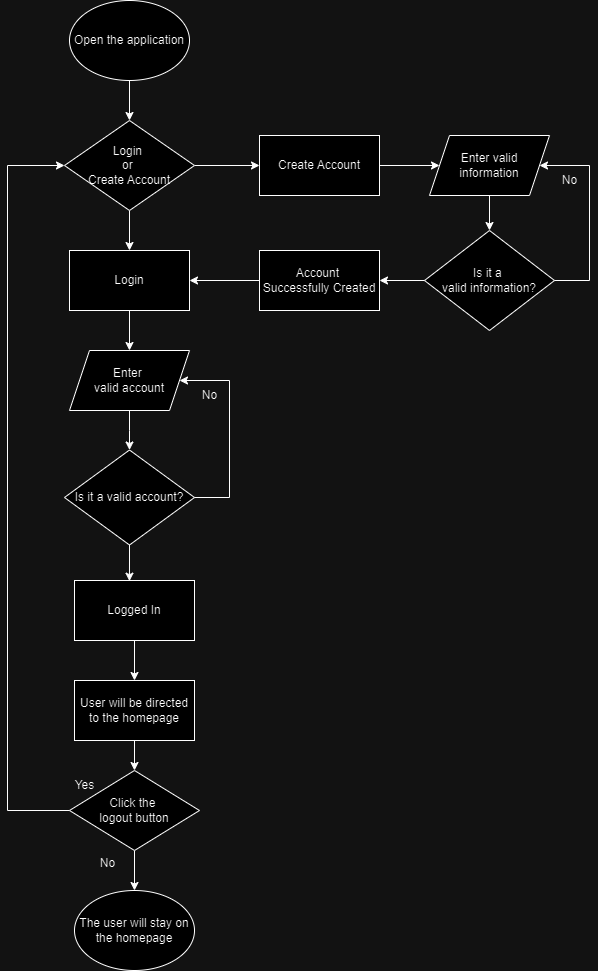 Open the application
Login
or
Create Account
Create Account
Enter valid
information
No
Login
Account
Successfully Created
Is it a
valid information?
Enter
valid account
No
Is it a valid account?
Logged In
User will be directed
to the homepage
Yes
Click the
logout button
No
The user will stay on
the homepage